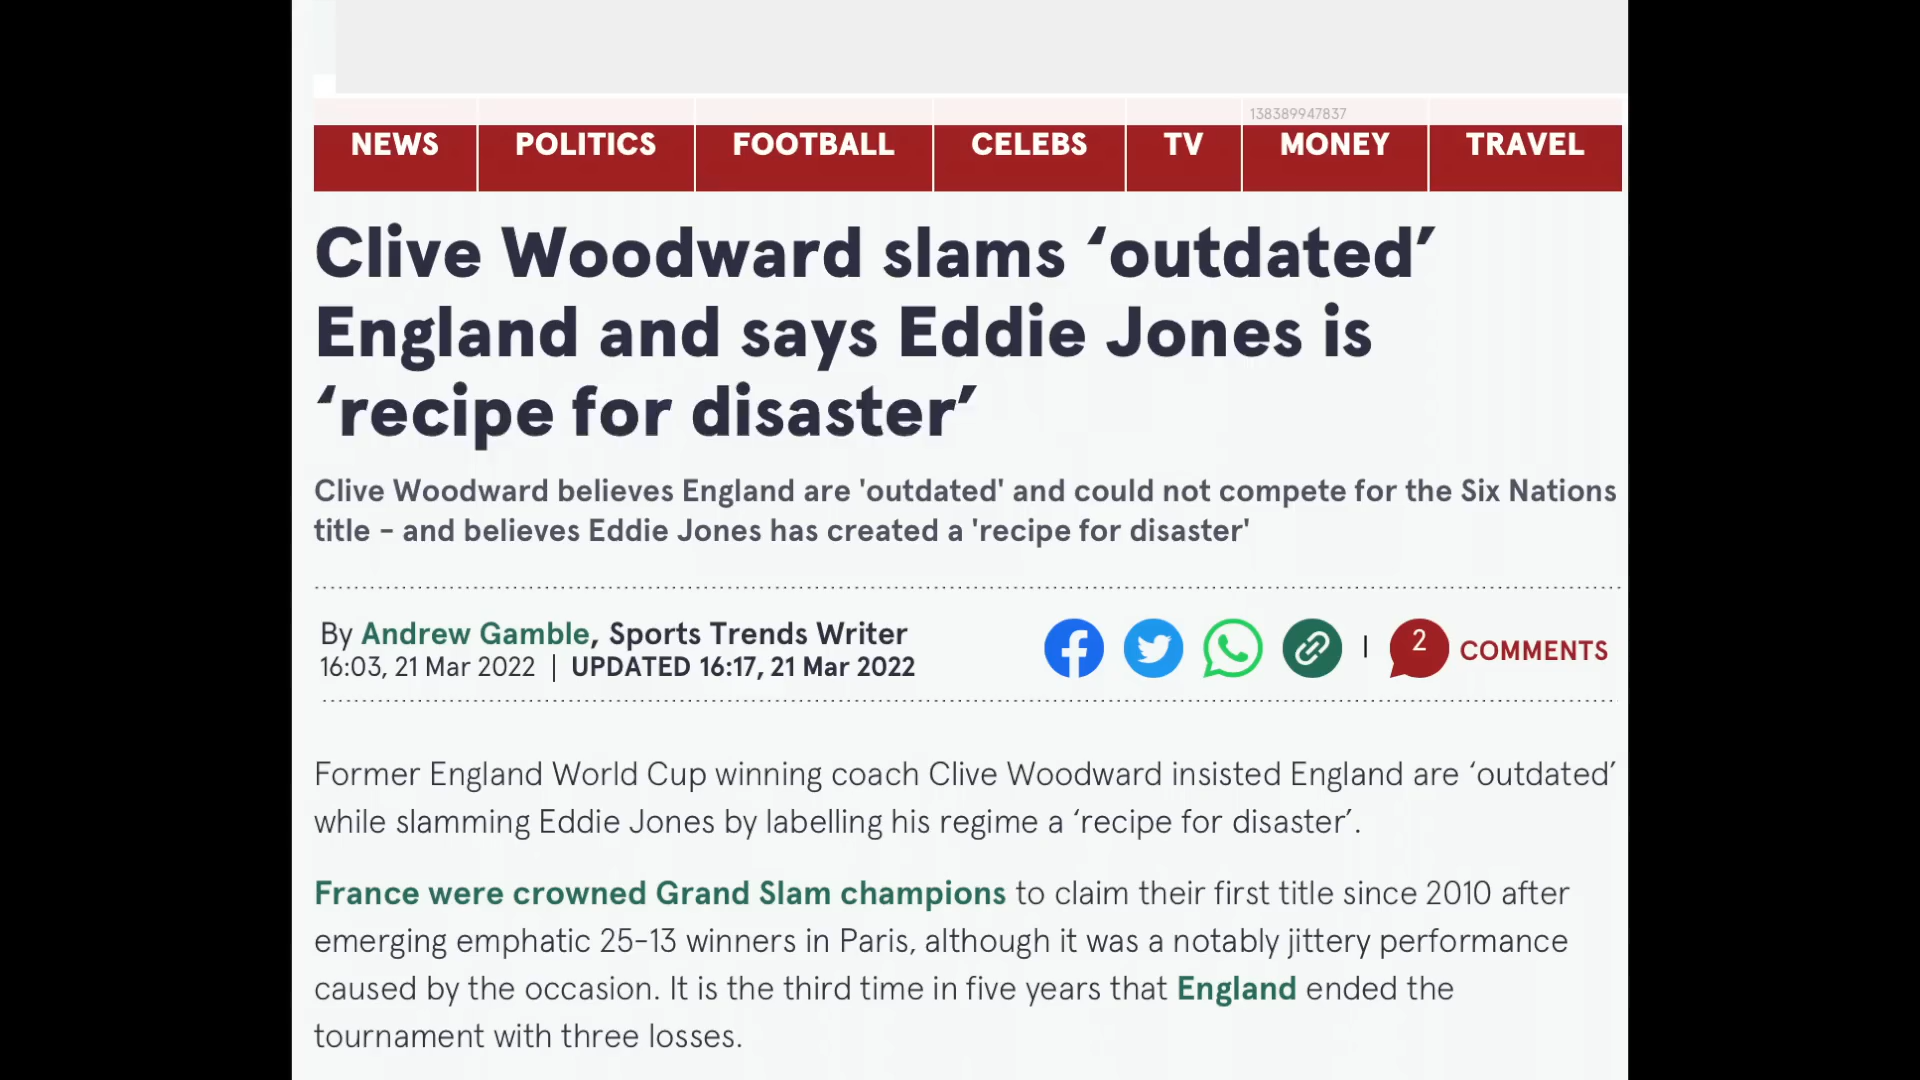 138389947837
NEWS POLITICS FOOTBALL CELEBS TV MONEY TRAVEL
Clive Woodward slams ‘outdated’
England and says Eddie Jones is
‘recipe for disaster’
Clive Woodward believes England are 'outdated' and could not compete for the Six Nations
title – and believes Eddie Jones has created a 'recipe for disaster'
By Andrew Gamble, Sports Trends Writer
16:03, 21 Mar 2022 | UPDATED 16:17, 21 Mar 2022
| 2 COMMENTS
Former England World Cup winning coach Clive Woodward insisted England are ‘outdated’
while slamming Eddie Jones by labelling his regime a ‘recipe for disaster’.
France were crowned Grand Slam champions to claim their first title since 2010 after
emerging emphatic 25-13 winners in Paris, although it was a notably jittery performance
caused by the occasion. It is the third time in five years that England ended the
tournament with three losses.